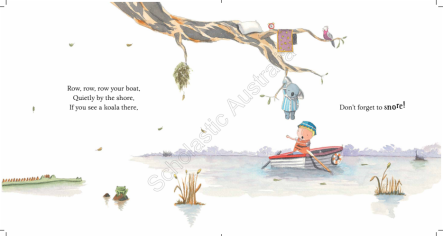 Row, row, row your boat,
Quietly by the shore,
If you see a koala there,
Don't forget to snore!
Scholastic Australia